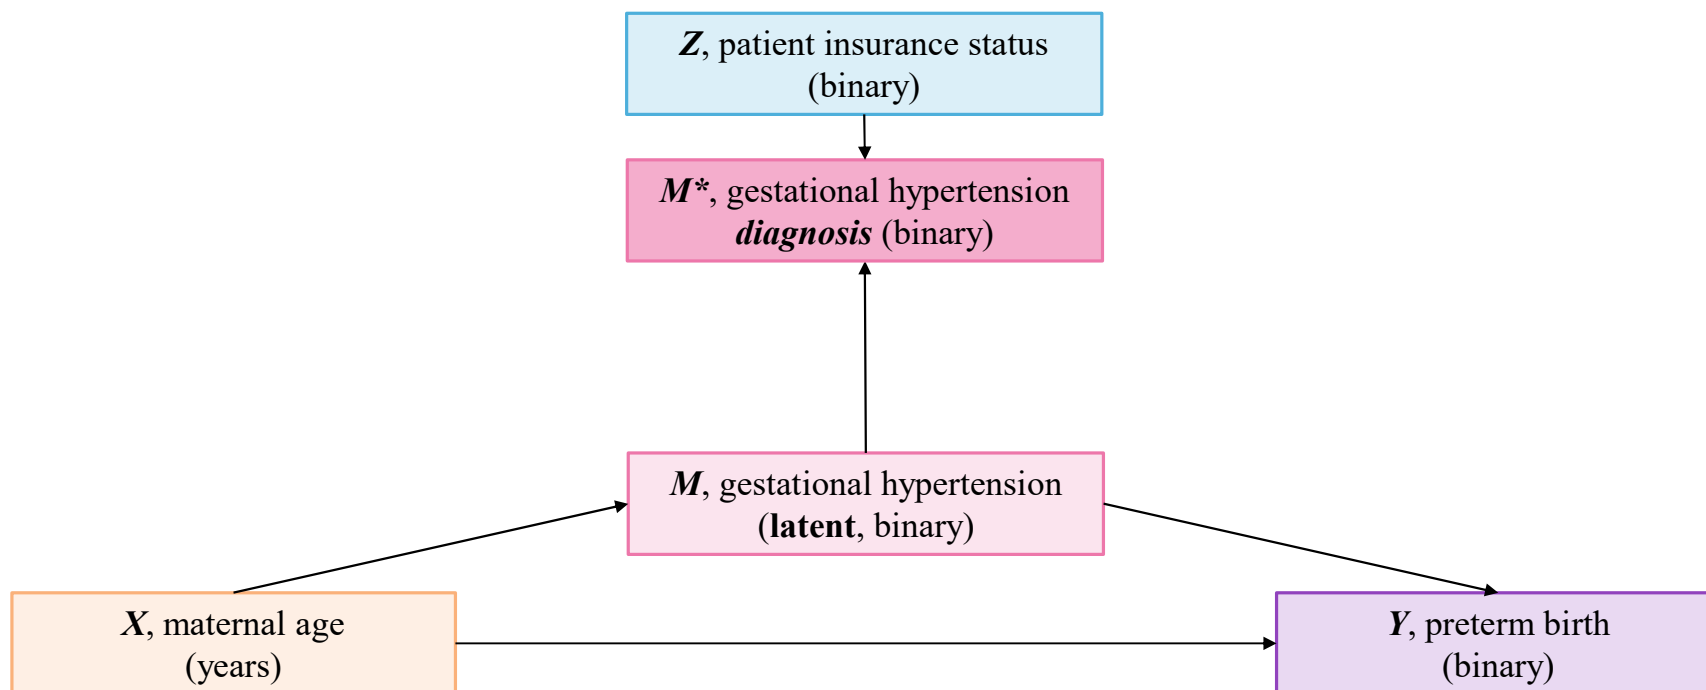 Z, patient insurance status
(binary)
M*, gestational hypertension
diagnosis (binary)
M, gestational hypertension
(latent, binary)
X, maternal age
(years)
Y, preterm birth
(binary)